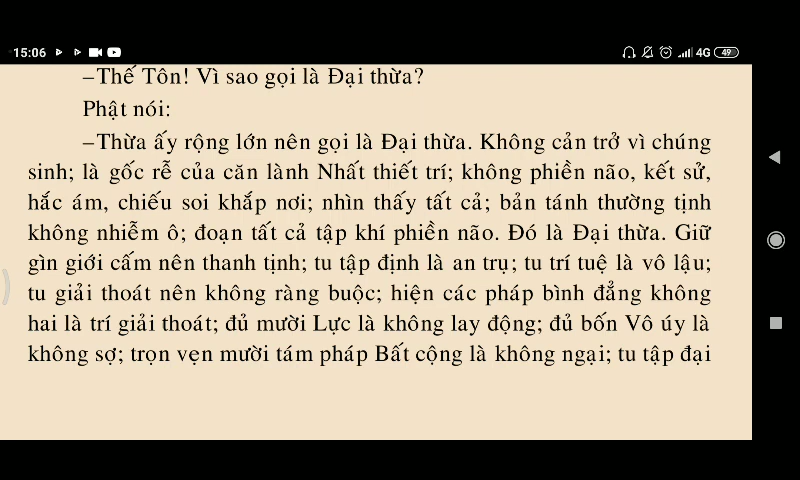 15:06 4G 49
–Thế Tôn! Vì sao gọi là Đại thừa?
Phật nói:
–Thừa ấy rộng lớn nên gọi là Đại thừa. Không cản trở vì chúng
sinh; là gốc rễ của căn lành Nhất thiết trí; không phiền não, kết sử,
hắc ám, chiếu soi khắp nơi; nhìn thấy tất cả; bản tánh thường tịnh
không nhiễm ô; đoạn tất cả tập khí phiền não. Đó là Đại thừa. Giữ
gìn giới cấm nên thanh tịnh; tu tập định là an trụ; tu trí tuệ là vô lậu;
tu giải thoát nên không ràng buộc; hiện các pháp bình đẳng không
hai là trí giải thoát; đủ mười Lực là không lay động; đủ bốn Vô úy là
không sợ; trọn vẹn mười tám pháp Bất cộng là không ngại; tu tập đại